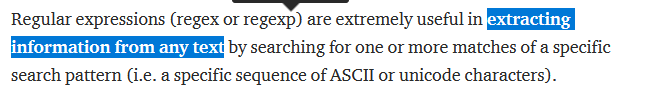 Regular expressions (regex or regexp) are extremely useful in extracting
information from any text by searching for one or more matches of a specific
search pattern (i.e. a specific sequence of ASCII or unicode characters).